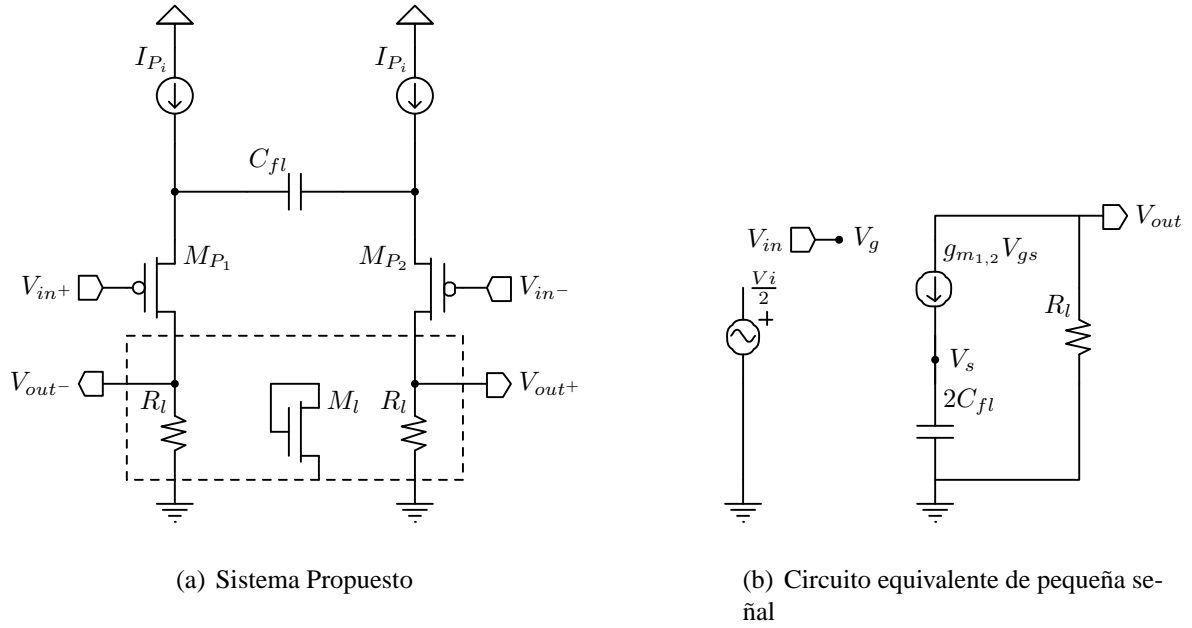 I_{P_i} I_{P_i}
C_{fl}
M_{P_1} M_{P_2}
V_{in^+} V_{in^-}
V_{out^-} R_l M_l R_l V_{out^+}
(a) Sistema Propuesto
V_{in} V_g
\frac{Vi}{2}
+
V_{out}
g_{m_{1,2}}V_{gs}
R_l
V_s
2C_{fl}
(b) Circuito equivalente de pequeña se-
ñal